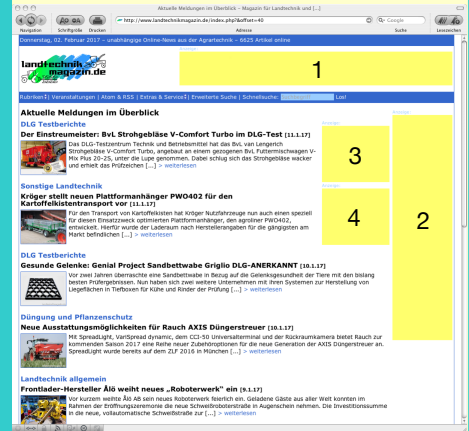 Aktuelle Meldungen im Überblick — Magazin für Landtechnik und [...]
http://www.landtechnikmagazin.de/index.php?&offset=40
Google
Navigation Schriftgröße Drucken Adresse Suche Lesezeichen
Donnerstag, 02. Februar 2017 – unabhängige Online-News aus der Agrartechnik – 6625 Artikel online
Anzeige:
landtechnik
magazin.de
1
Rubriken | Veranstaltungen | Atom & RSS | Extras & Service | Erweiterte Suche | Schnellsuche: Los!
Aktuelle Meldungen im Überblick
DLG Testberichte
Der Einstreumeister: BvL Strohgebläse V-Comfort Turbo im DLG-Test [11.1.17]
Das DLG-Testzentrum Technik und Betriebsmittel hat das BvL van Lengerich
Strohgebläse V-Comfort Turbo, angebaut an einem gezogenen BvL Futtermischwagen V-
Mix Plus 20-2S, unter die Lupe genommen. Dabei schlug sich das Strohgebläse wacker
und erhielt das Prüfzeichen [...] > weiterlesen
3
Sonstige Landtechnik
Kröger stellt neuen Plattformanhänger PWO402 für den
Kartoffelkistentransport vor [11.1.17]
Für den Transport von Kartoffelkisten hat Kröger Nutzfahrzeuge nun auch einen speziell
für diesen Einsatzzweck optimierten Plattformanhänger, den agroliner PWO402,
entwickelt. Hierfür wurde der Laderaum nach Herstellerangaben für die gängigsten am
Markt befindlichen [...] > weiterlesen
4
2
DLG Testberichte
Gesunde Gelenke: Genial Project Sandbettwabe Griglio DLG-ANERKANNT [10.1.17]
Vor zwei Jahren überraschte eine Sandbettwabe in Bezug auf die Gelenksgesundheit der Tiere mit den bislang
besten Prüfergebnissen. Nun haben sich zwei weitere Unternehmen mit ihren Systemen zur Herstellung von
Liegeflächen in Tiefboxen für Kühe und Rinder der Prüfung [...] > weiterlesen
Düngung und Pflanzenschutz
Neue Ausstattungsmöglichkeiten für Rauch AXIS Düngerstreuer [10.1.17]
Mit SpreadLight, VariSpread dynamic, dem CCI-50 Universalterminal und der Rückraumkamera bietet Rauch zur
kommenden Saison 2017 eine Reihe neuer Zubehöroptionen für die neue Generation der AXIS Düngerstreuer an.
SpreadLight wurde bereits auf dem ZLF 2016 in München [...] > weiterlesen
Landtechnik allgemein
Frontlader-Hersteller Ålö weiht neues „Roboterwerk“ ein [9.1.17]
Vor kurzem weihte Ålö AB sein neues Roboterwerk feierlich ein. Geladene Gäste aus aller Welt konnten im
Rahmen der Eröffnungszeremonie die neue Schweißroboterstraße in Augenschein nehmen. Die Investitionssumme
in die neue, vollautomatische Schweißstraße zur [...] > weiterlesen